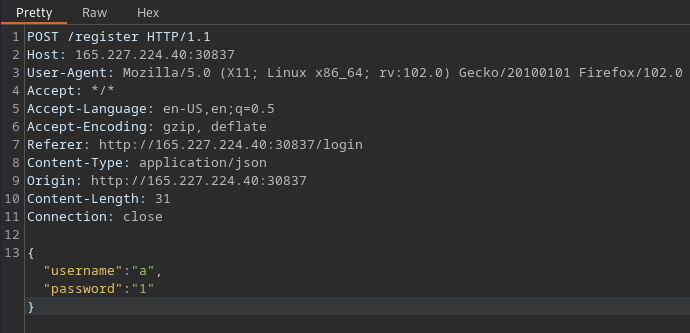 Pretty Raw Hex
1 POST /register HTTP/1.1
2 Host: 165.227.224.40:30837
3 User-Agent: Mozilla/5.0 (X11; Linux x86_64; rv:102.0) Gecko/20100101 Firefox/102.0
4 Accept: */*
5 Accept-Language: en-US,en;q=0.5
6 Accept-Encoding: gzip, deflate
7 Referer: http://165.227.224.40:30837/login
8 Content-Type: application/json
9 Origin: http://165.227.224.40:30837
10 Content-Length: 31
11 Connection: close
12
13 {
"username":"a",
"password":"1"
}